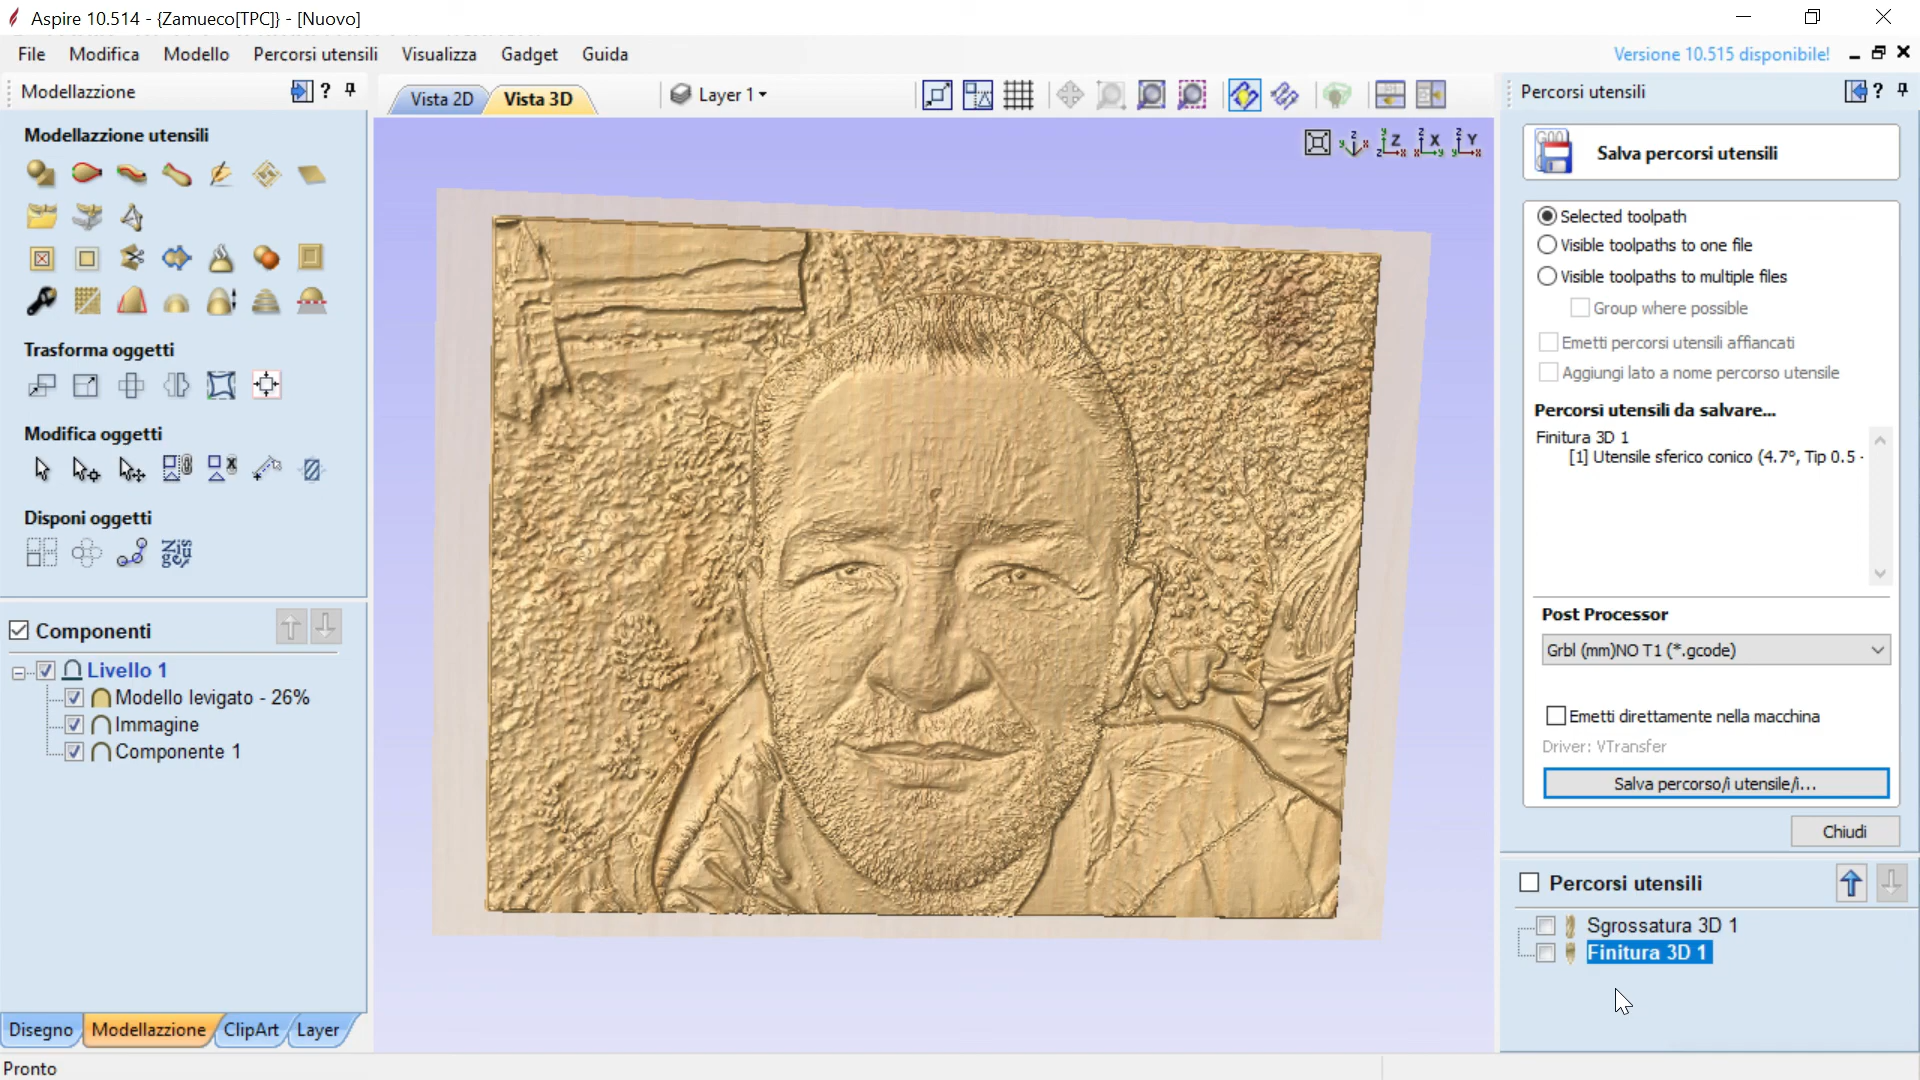 Aspire 10.514 - {Zamueco[TPC]} - [Nuovo]
File Modifica Modello Percorsi utensili Visualizza Gadget Guida
Versione 10.515 disponibile!
Modellazzione
?
Vista 2D
Vista 3D
Layer 1
Percorsi utensili
?
Modellazzione utensili
Trasforma oggetti
Modifica oggetti
Disponi oggetti
Componenti
Livello 1
Modello levigato - 26%
Immagine
Componente 1
Disegno
Modellazzione
ClipArt
Layer
Pronto
Salva percorsi utensili
Selected toolpath
Visible toolpaths to one file
Visible toolpaths to multiple files
Group where possible
Emetti percorsi utensili affiancati
Aggiungi lato a nome percorso utensile
Percorsi utensili da salvare...
Finitura 3D 1
[1] Utensile sferico conico (4.7°, Tip 0.5 -
Post Processor
Grbl (mm)NO T1 (*.gcode)
Emetti direttamente nella macchina
Driver: VTransfer
Salva percorso/i utensile/i...
Chiudi
Percorsi utensili
Sgrossatura 3D 1
Finitura 3D 1